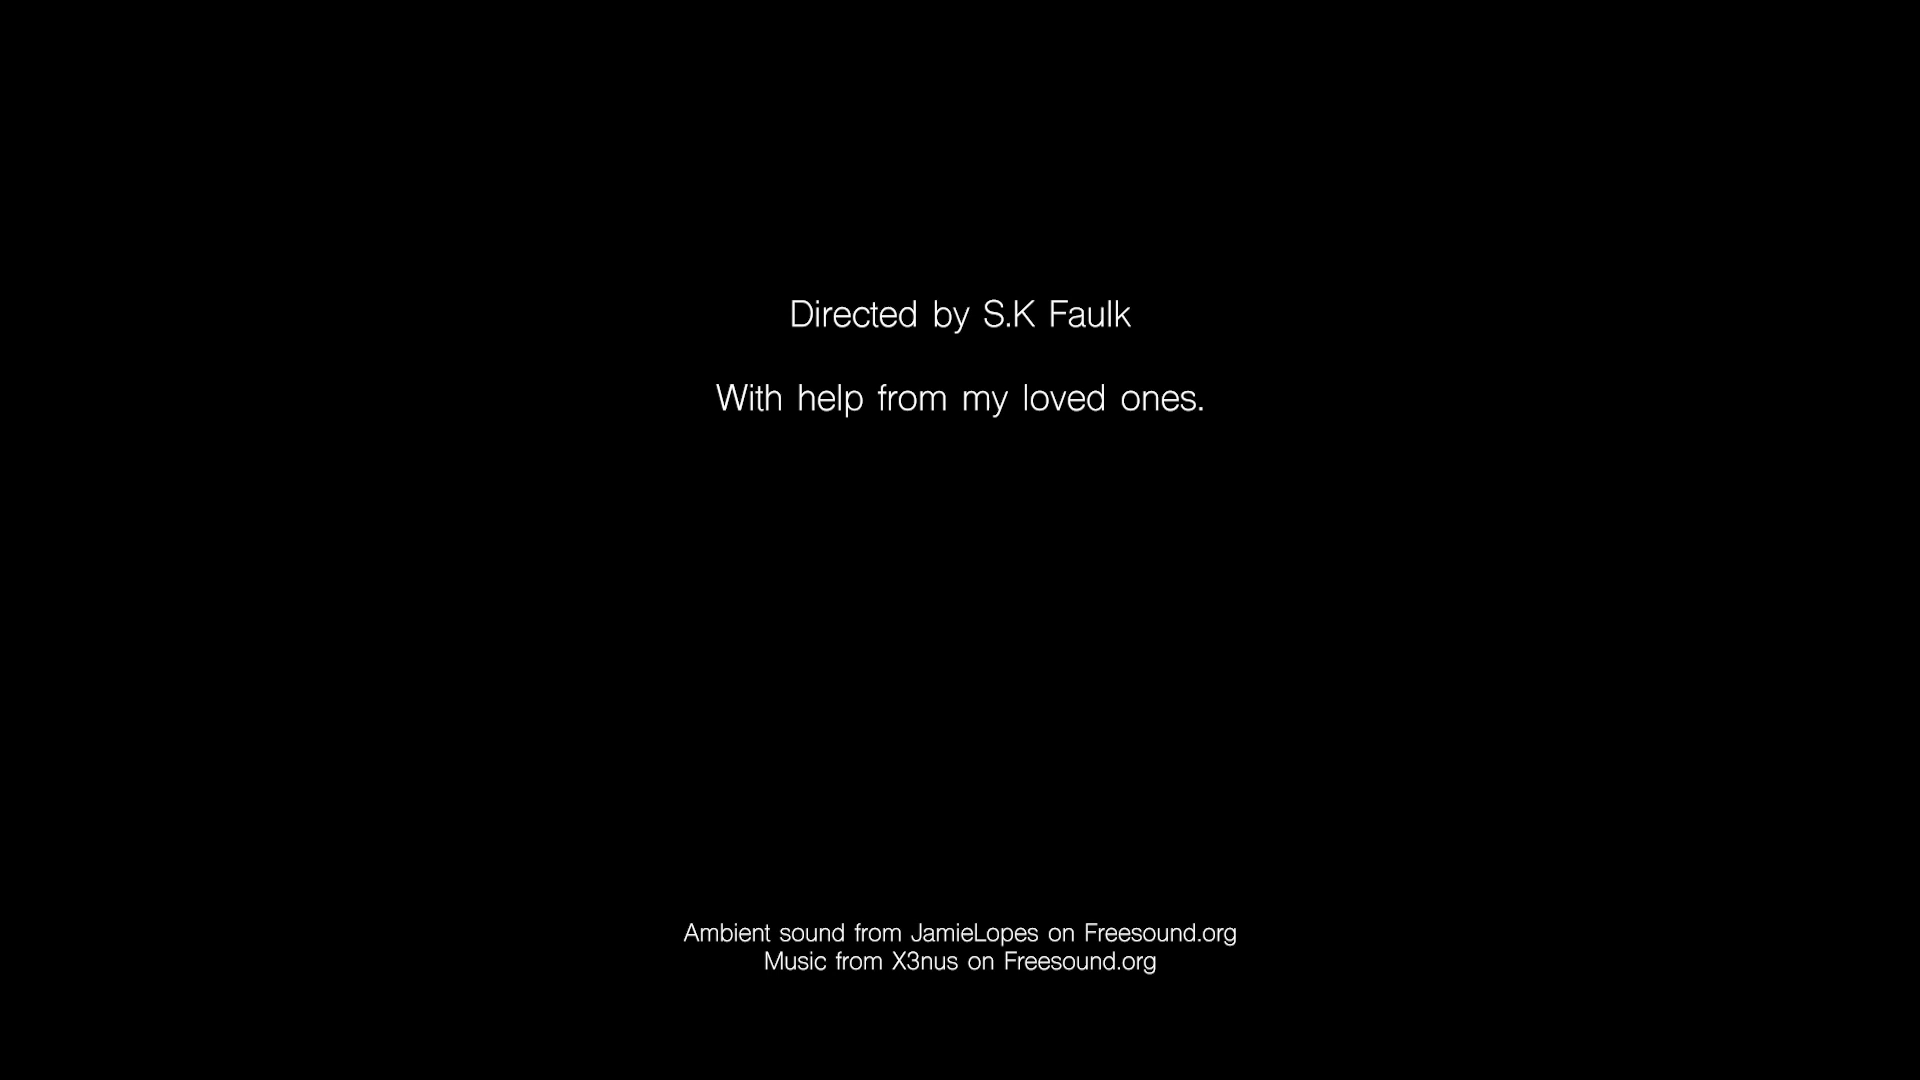 Directed by S.K Faulk
With help from my loved ones.
Ambient sound from JamieLopes on Freesound.org
Music from X3nus on Freesound.org